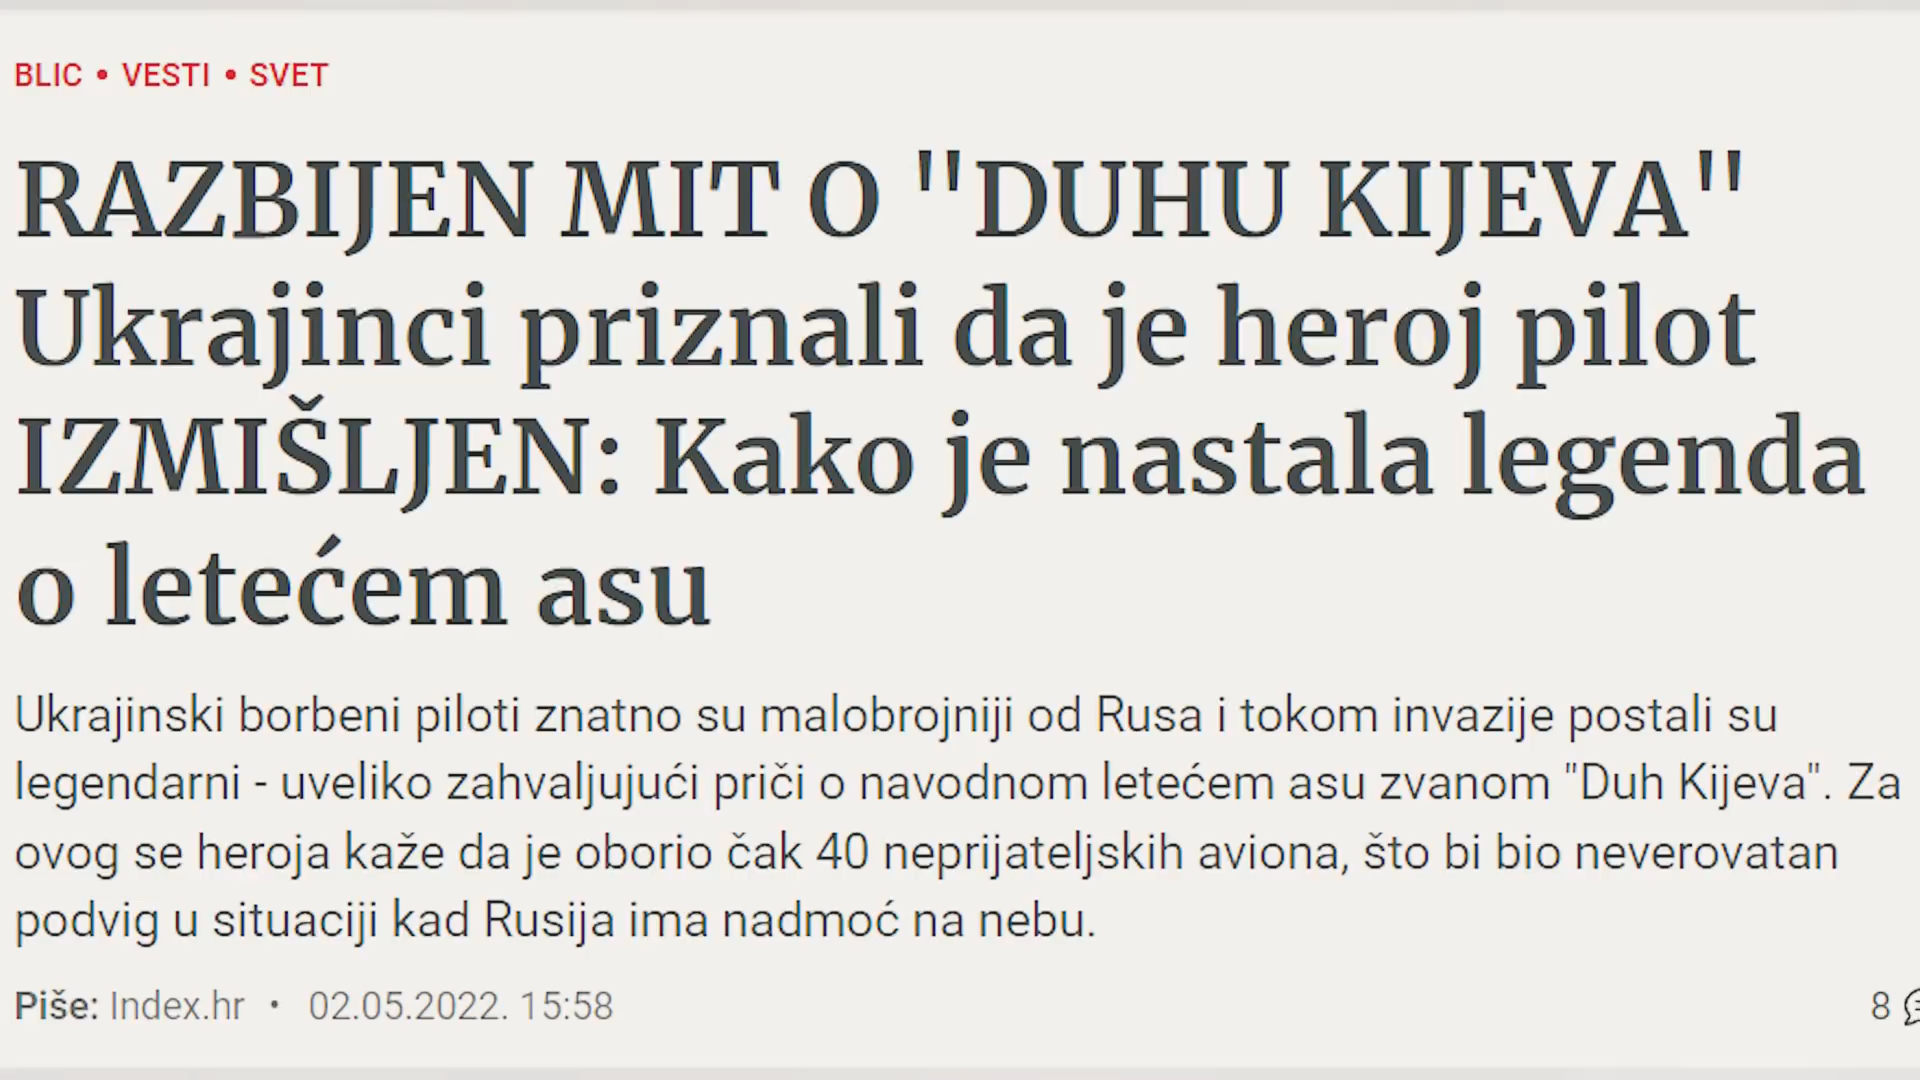 BLIC • VESTI • SVET
RAZBIJEN MIT O "DUHU KIJEVA"
Ukrajinci priznali da je heroj pilot
IZMIŠLJEN: Kako je nastala legenda
o letećem asu
Ukrajinski borbeni piloti znatno su malobrojniji od Rusa i tokom invazije postali su
legendarni - uveliko zahvaljujući priči o navodnom letećem asu zvanom "Duh Kijeva". Za
ovog se heroja kaže da je oborio čak 40 neprijateljskih aviona, što bi bio neverovatan
podvig u situaciji kad Rusija ima nadmoć na nebu.
Piše: Index.hr • 02.05.2022. 15:58
8